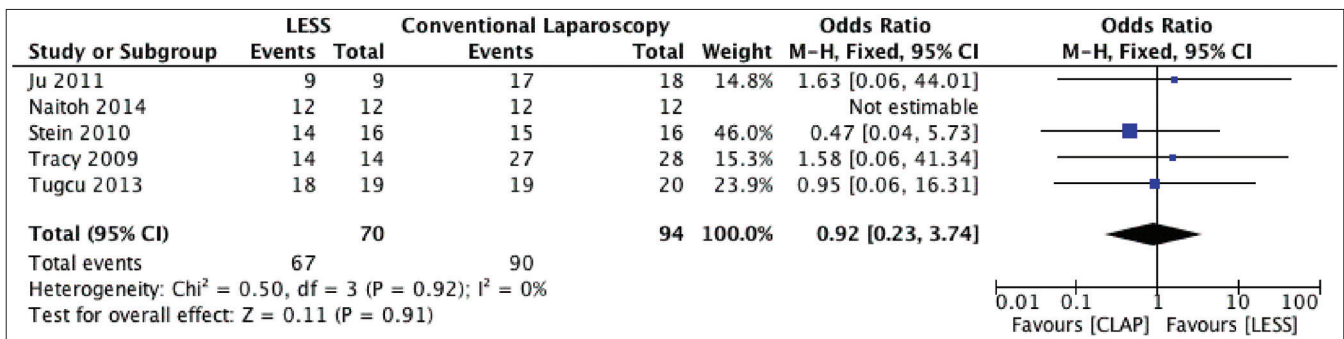 LESS Conventional Laparoscopy Odds Ratio Odds Ratio
Study or Subgroup Events Total Events Total Weight M-H, Fixed, 95% CI M-H, Fixed, 95% CI
Ju 2011 9 9 17 18 14.8% 1.63 [0.06, 44.01]
Naitoh 2014 12 12 12 12 Not estimable
Stein 2010 14 16 15 16 46.0% 0.47 [0.04, 5.73]
Tracy 2009 14 14 27 28 15.3% 1.58 [0.06, 41.34]
Tugcu 2013 18 19 19 20 23.9% 0.95 [0.06, 16.31]
Total (95% CI) 70 94 100.0% 0.92 [0.23, 3.74]
Total events 67 90
Heterogeneity: Chi² = 0.50, df = 3 (P = 0.92); I² = 0%
Test for overall effect: Z = 0.11 (P = 0.91)
0.01 0.1 1 10 100
Favours [CLAP] Favours [LESS]